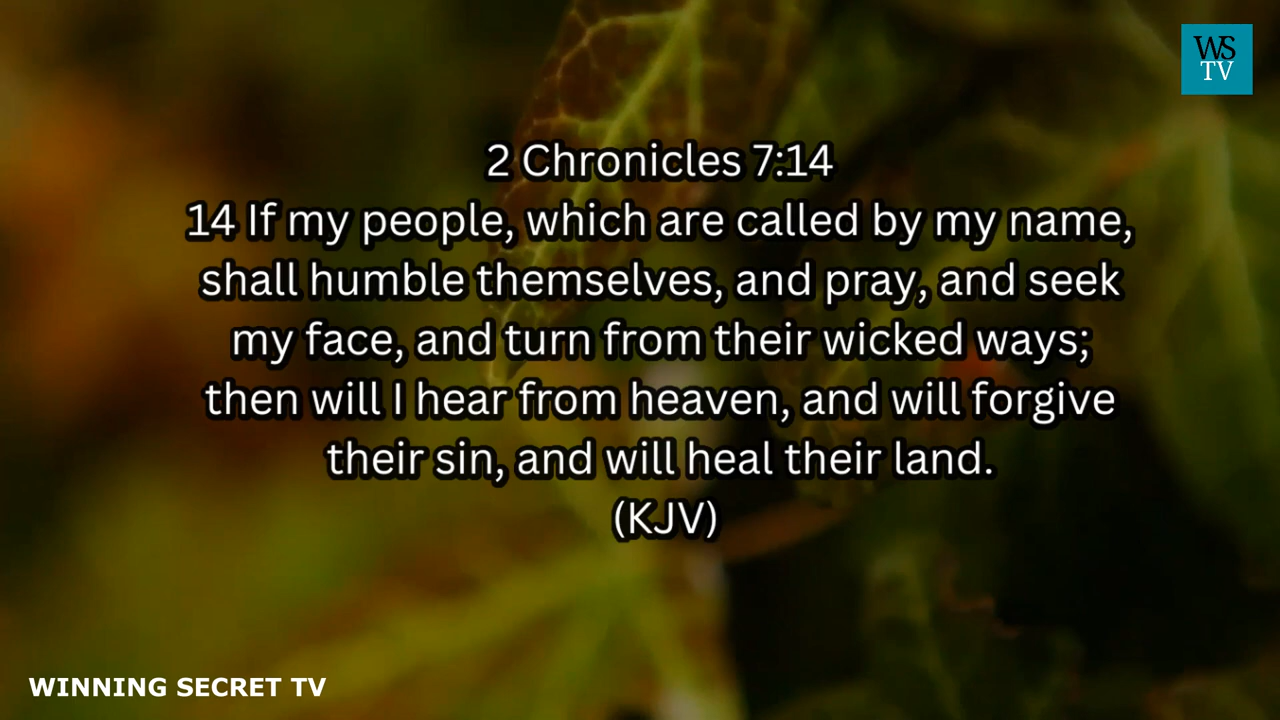 WS
TV
2 Chronicles 7:14
14 If my people, which are called by my name,
shall humble themselves, and pray, and seek
my face, and turn from their wicked ways;
then will I hear from heaven, and will forgive
their sin, and will heal their land.
(KJV)
WINNING SECRET TV